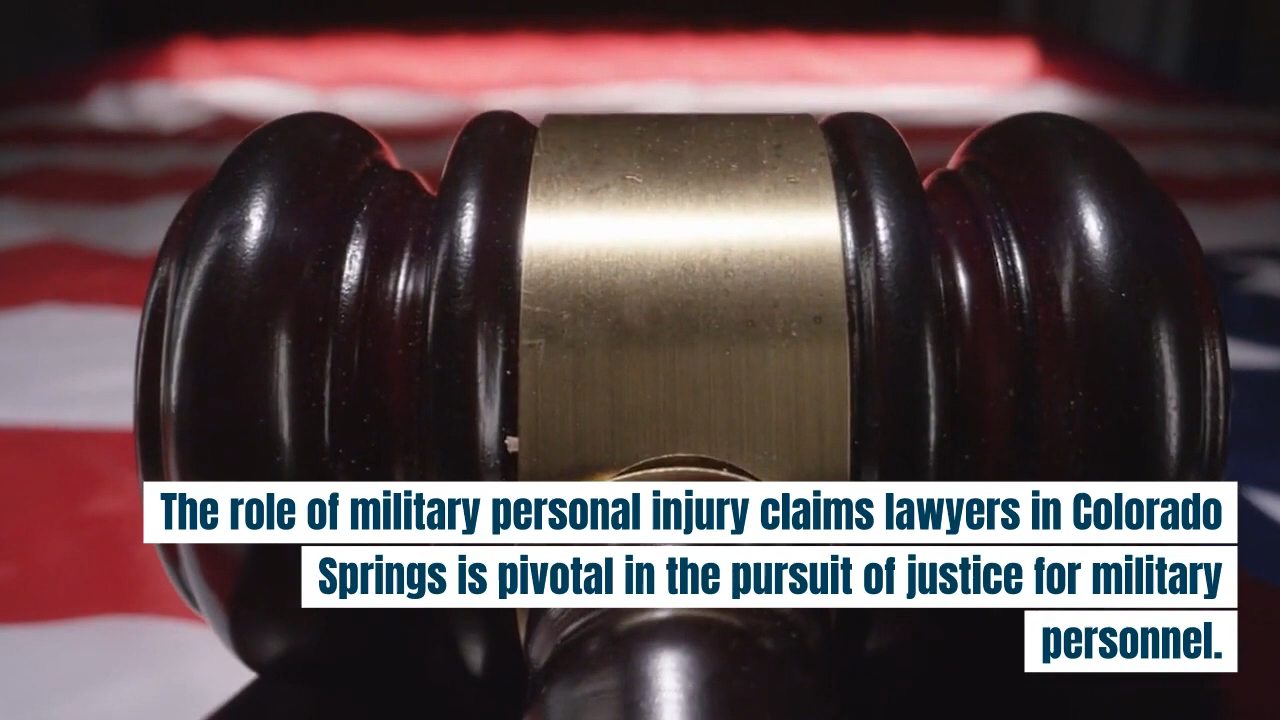 The role of military personal injury claims lawyers in Colorado
Springs is pivotal in the pursuit of justice for military
personnel.